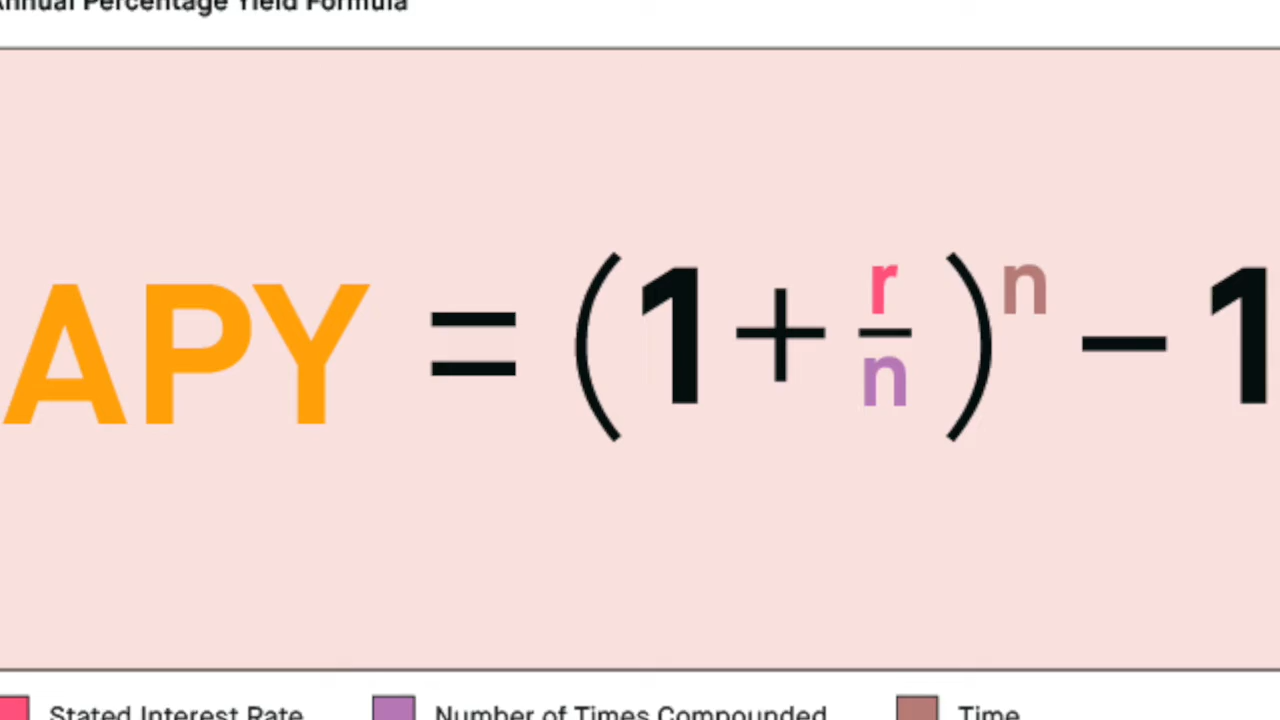 Annual Percentage Yield Formula
APY = (1 + r/n)ⁿ − 1
Stated Interest Rate Number of Times Compounded Time